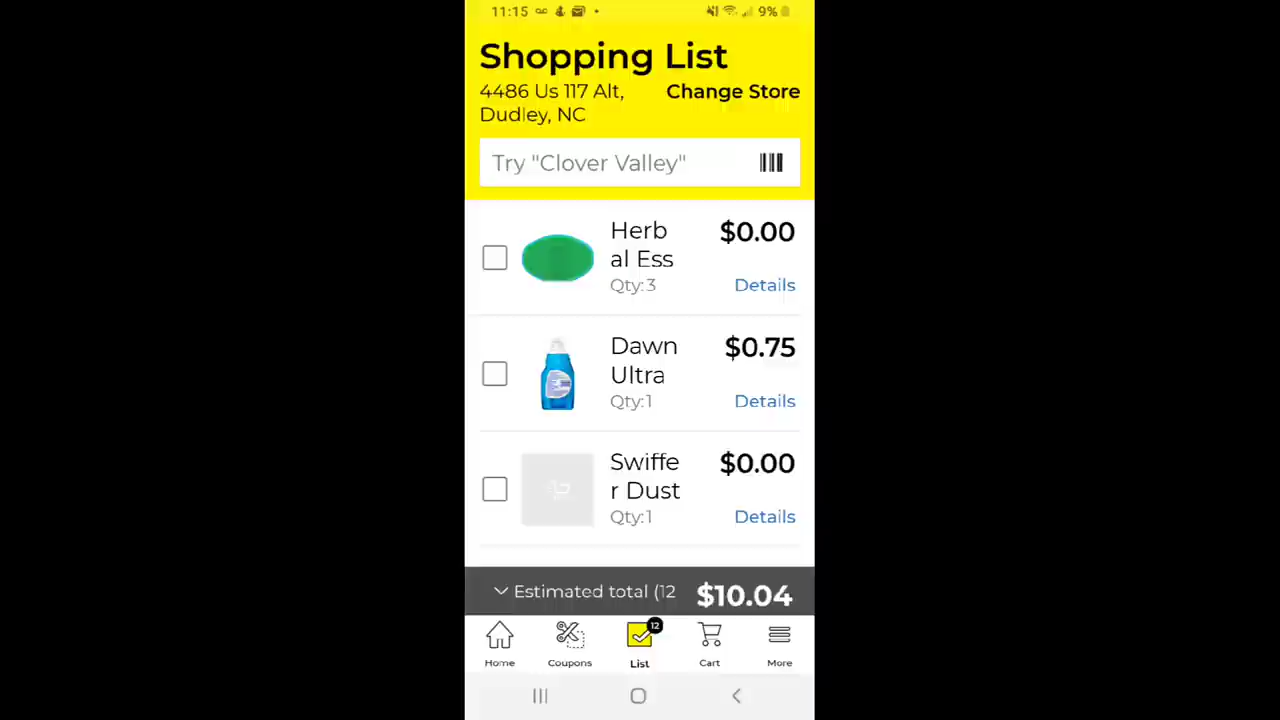 11:15
9%
Shopping List
4486 Us 117 Alt, Change Store
Dudley, NC
Try "Clover Valley"
Herb $0.00
al Ess
Qty:3 Details
Dawn $0.75
Ultra
Qty:1 Details
Swiffe $0.00
r Dust
Qty:1 Details
Estimated total (12 $10.04
12
Home Coupons List Cart More